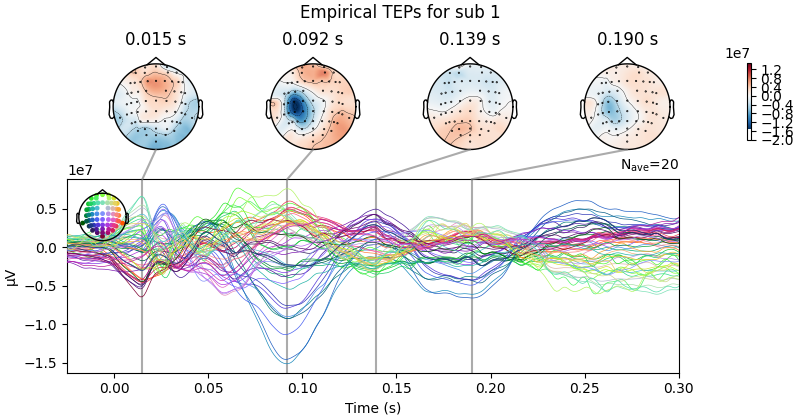 Empirical TEPs for sub 1
0.015 s 0.092 s 0.139 s 0.190 s
1e7
1.2
0.8
0.4
0.0
−0.4
−0.8
−1.2
−1.6
−2.0
N_ave=20
1e7
0.5
0.0
−0.5
−1.0
−1.5
µV
0.00 0.05 0.10 0.15 0.20 0.25 0.30
Time (s)